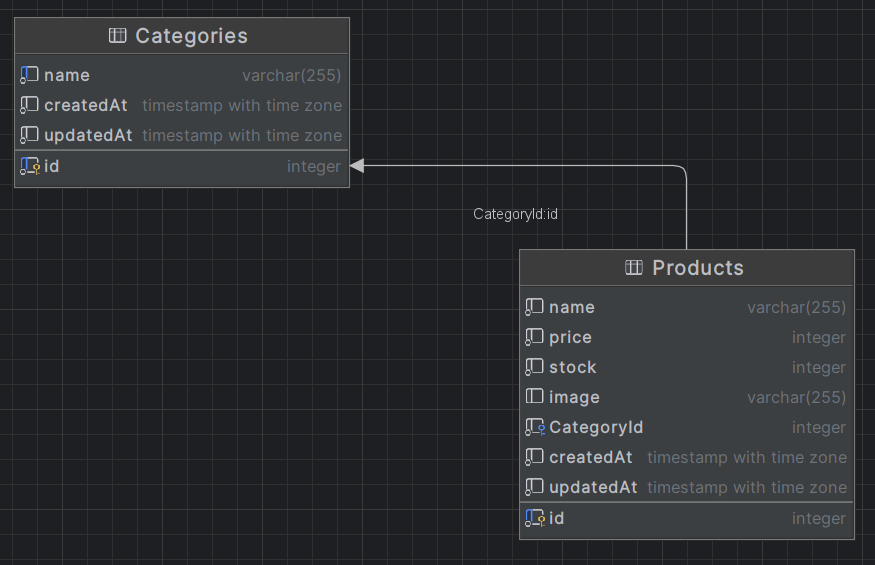 Categories
name varchar(255)
createdAt timestamp with time zone
updatedAt timestamp with time zone
id integer
CategoryId:id
Products
name varchar(255)
price integer
stock integer
image varchar(255)
CategoryId integer
createdAt timestamp with time zone
updatedAt timestamp with time zone
id integer